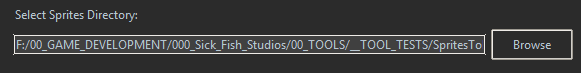 Select Sprites Directory:
F:/00_GAME_DEVELOPMENT/000_Sick_Fish_Studios/00_TOOLS/__TOOL_TESTS/SpritesTo
Browse